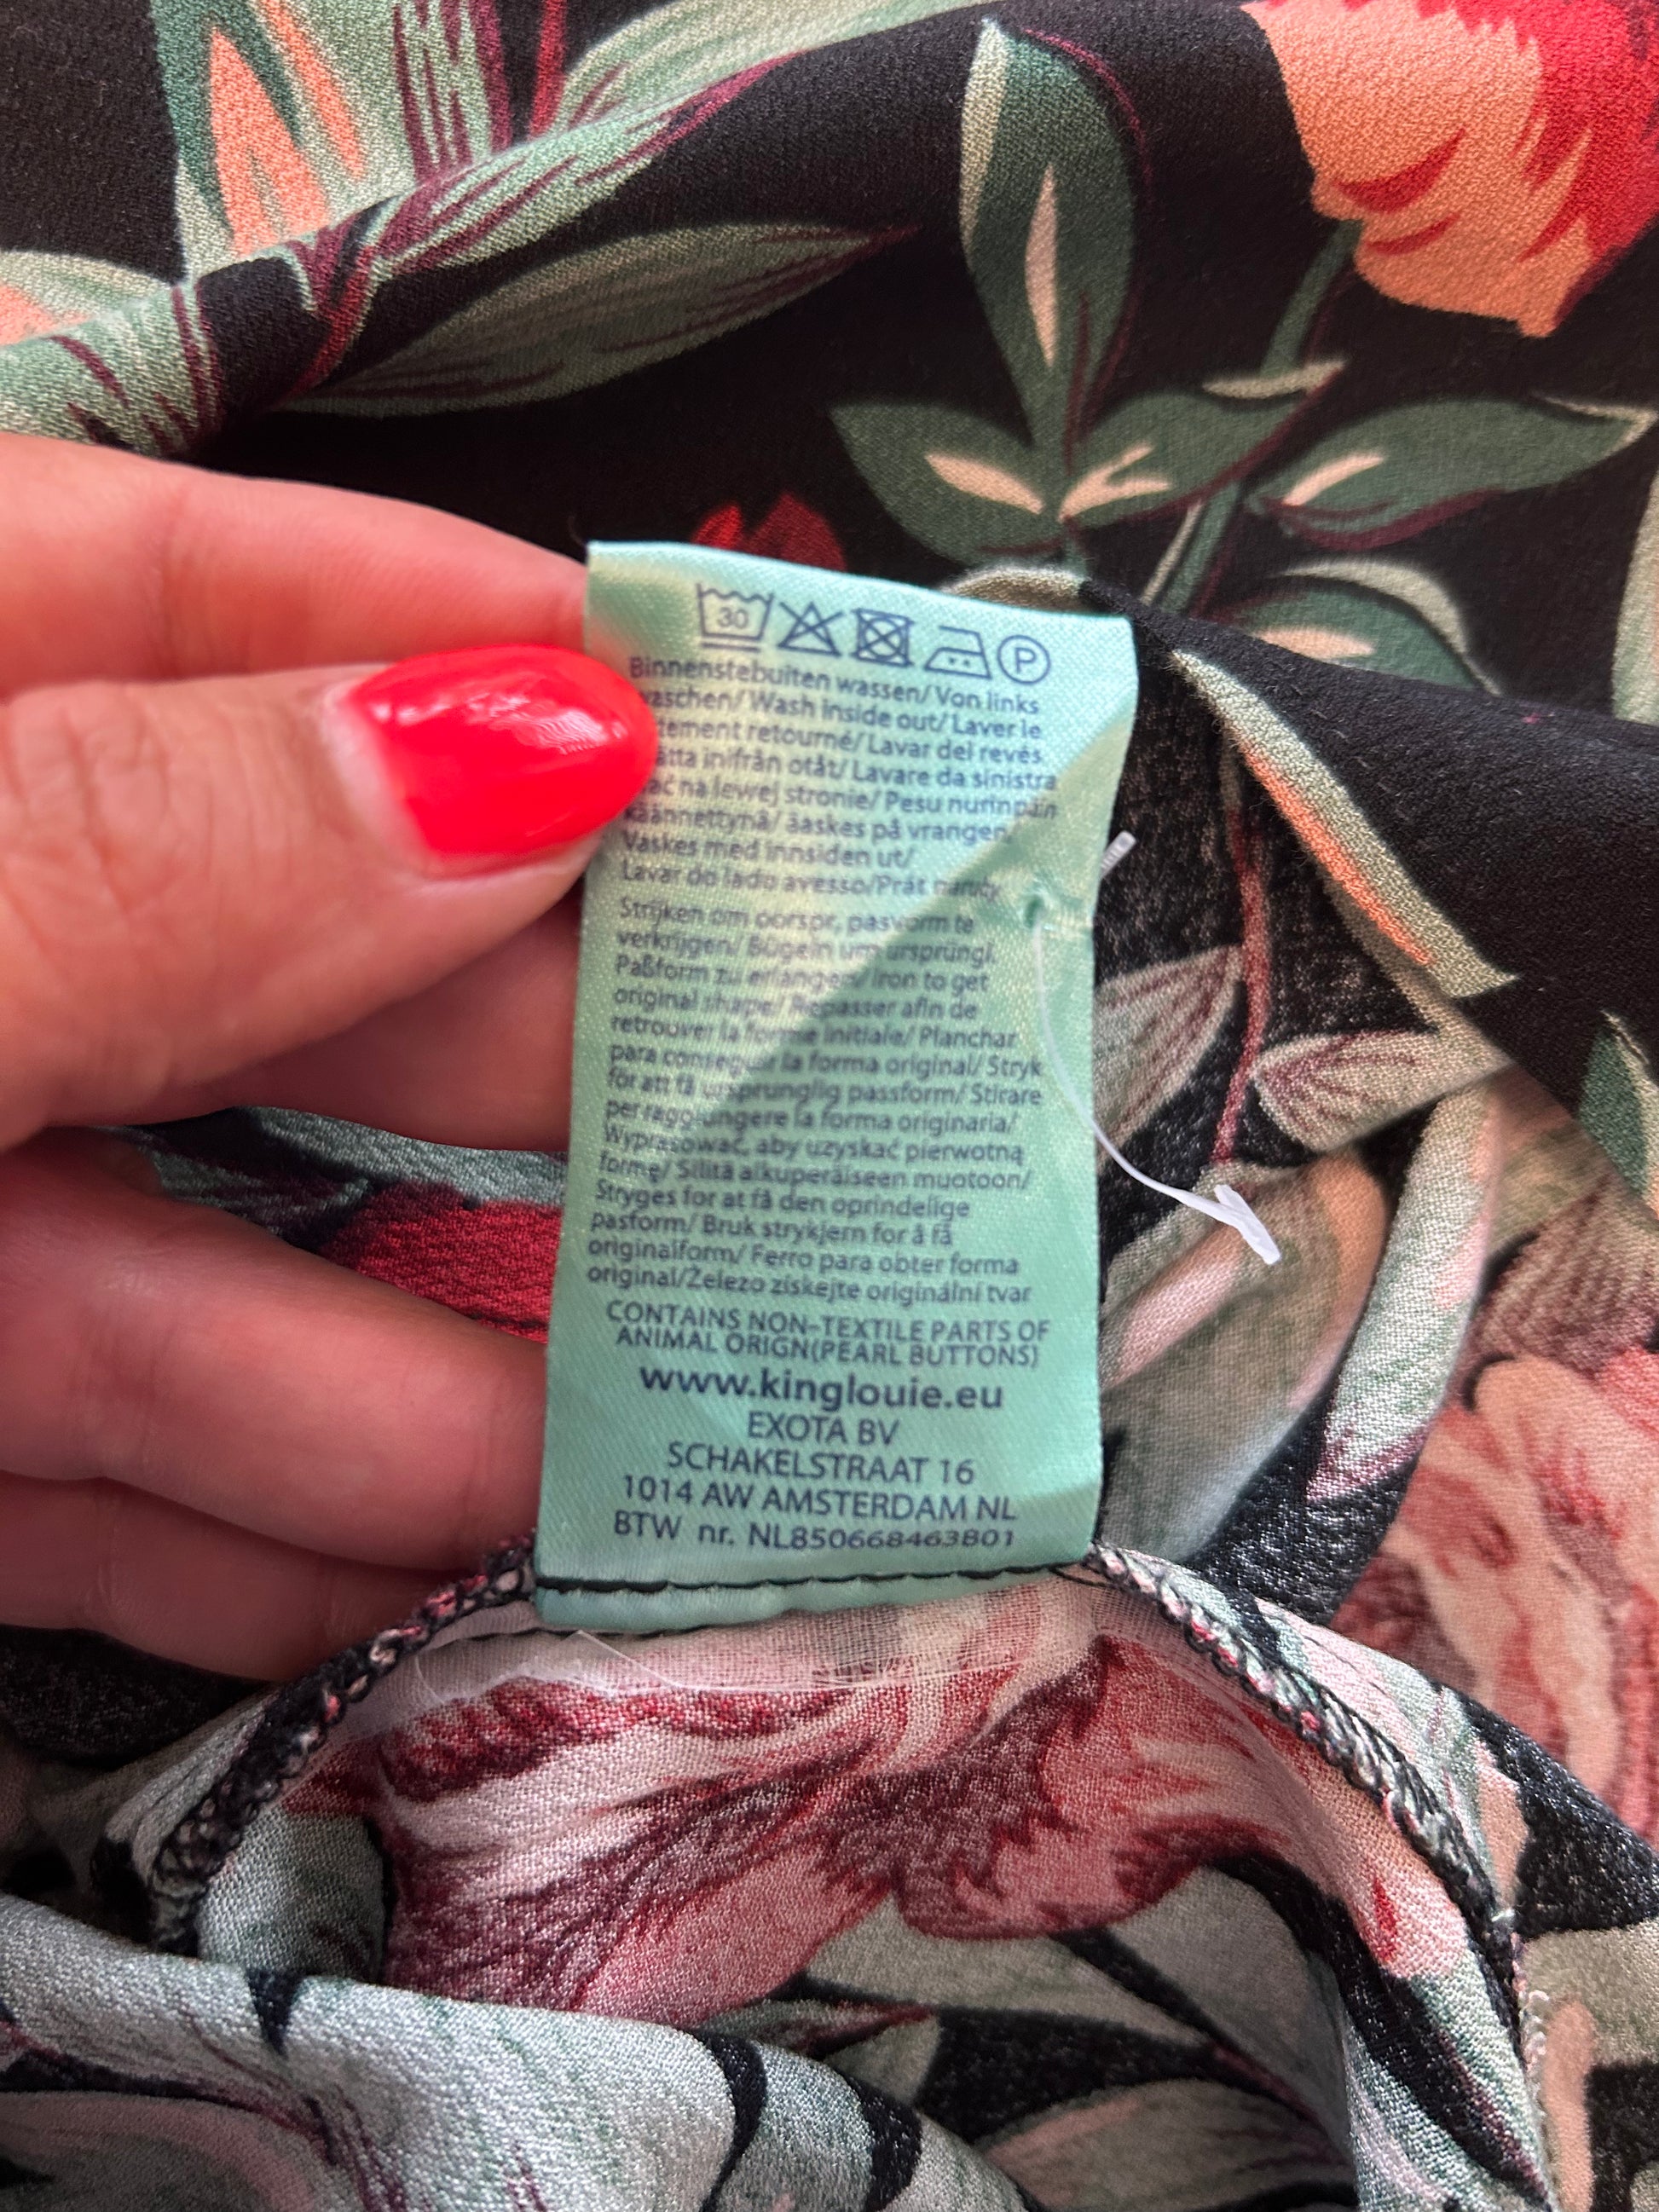 30 P
Binnenstebuiten wassen/ Von links
waschen/ Wash inside out/ Laver le
tement retourné/ Lavar del revés
ätta inifrån otåt/ Lavare da sinistra
ać na lewej stronie/ Pesu nurinpäin
käännettynä/ äaskes på vrangen/
Vaskes med innsiden ut/
Lavar do lado avesso/Prát naruby
Strijken om oorspr, pasvorm te
verkrijgen/ Bügeln um ursprüngl.
Paßform zu erlangen/ Iron to get
original shape/ Repasser afin de
retrouver la forme initiale/ Planchar
para conseguir la forma original/ Stryk
för att få ursprunglig passform/ Stirare
per raggiungere la forma originaria/
Wyprasować, aby uzyskać pierwotną
formę/ Silitä alkuperäiseen muotoon/
Stryges for at få den oprindelige
pasform/ Bruk strykjern for å få
originalform/ Ferro para obter forma
original/Železo získejte originální tvar
CONTAINS NON-TEXTILE PARTS OF
ANIMAL ORIGN(PEARL BUTTONS)
www.kinglouie.eu
EXOTA BV
SCHAKELSTRAAT 16
1014 AW AMSTERDAM NL
BTW nr. NL850668463B01